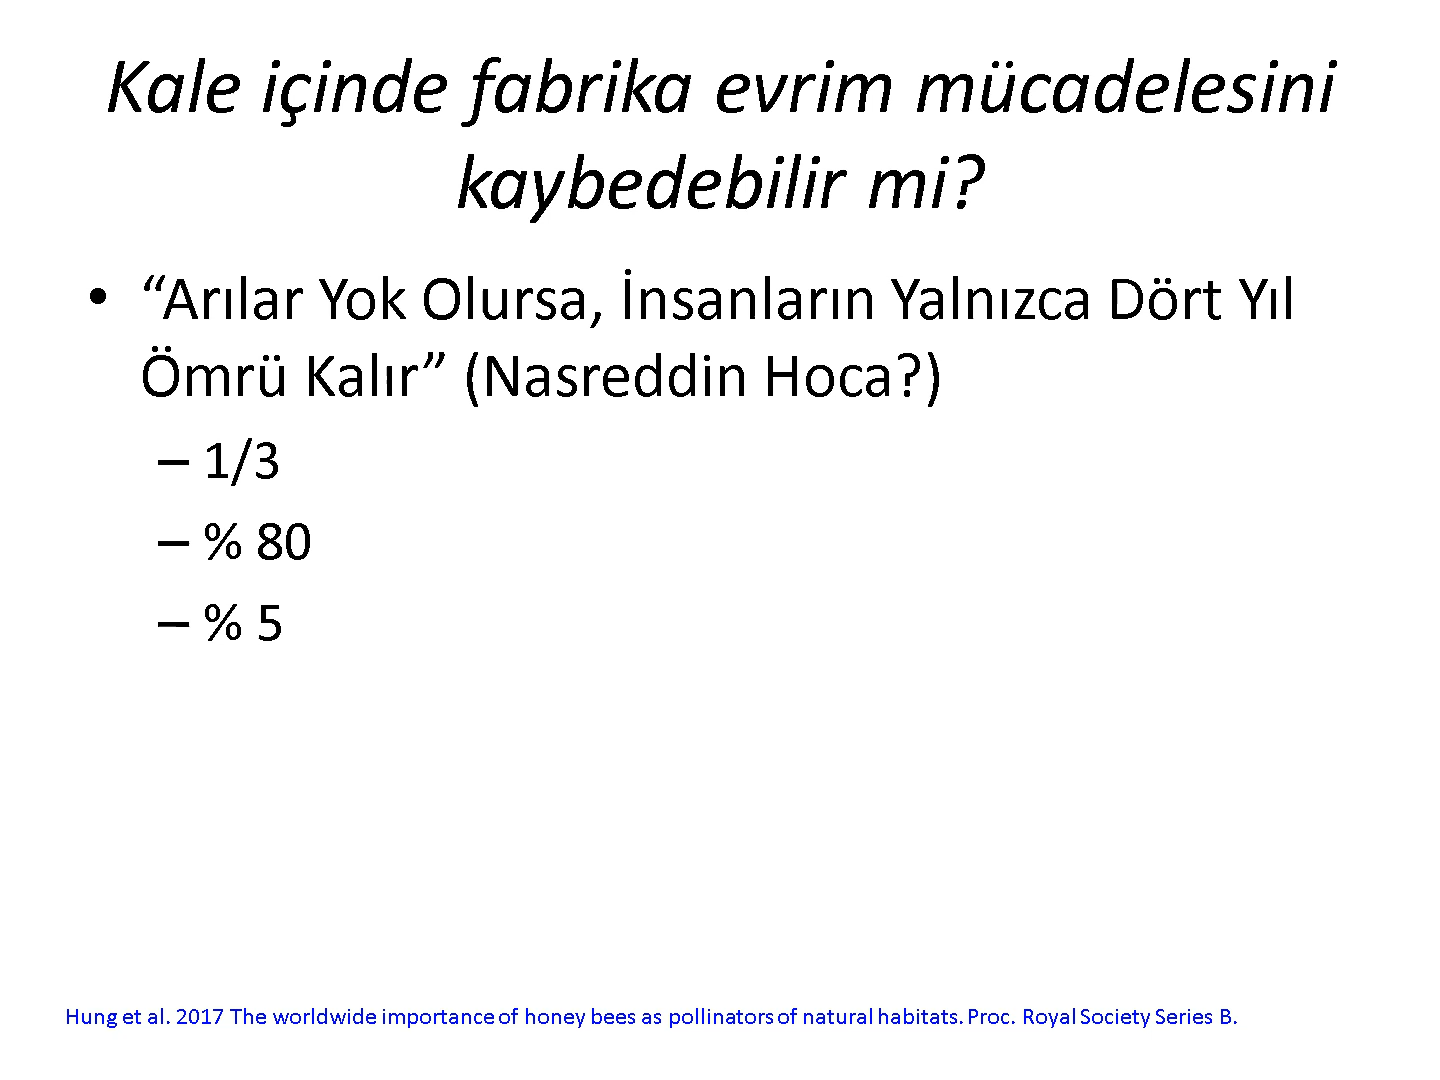 Kale içinde fabrika evrim mücadelesini
kaybedebilir mi?
• “Arılar Yok Olursa, İnsanların Yalnızca Dört Yıl
Ömrü Kalır” (Nasreddin Hoca?)
– 1/3
– % 80
– % 5
Hung et al. 2017 The worldwide importance of honey bees as pollinators of natural habitats. Proc. Royal Society Series B.